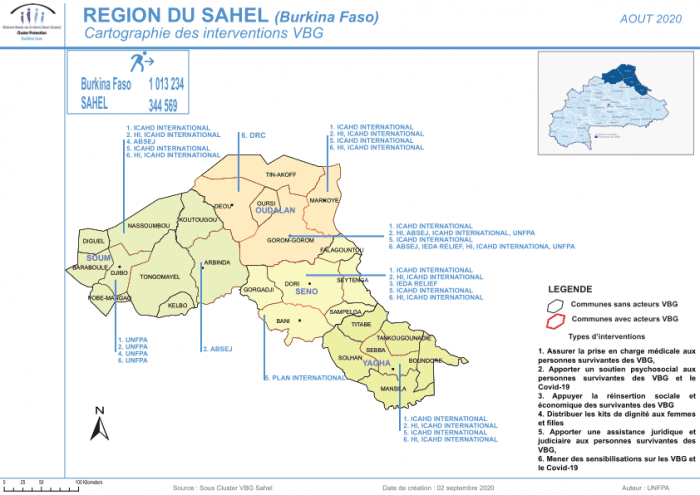 REGION DU SAHEL (Burkina Faso)
Cartographie des interventions VBG
AOUT 2020
Cluster Protection
Burkina Faso
Burkina Faso 1 013 234
SAHEL 344 569
1. ICAHD INTERNATIONAL
2. HI, ICAHD INTERNATIONAL
4. ABSEJ
5. ICAHD INTERNATIONAL
6. HI, ICAHD INTERNATIONAL
6. DRC
1. ICAHD INTERNATIONAL
2. HI, ICAHD INTERNATIONAL
5. ICAHD INTERNATIONAL
6. HI, ICAHD INTERNATIONAL
1. ICAHD INTERNATIONAL
2. HI, ABSEJ, ICAHD INTERNATIONAL, UNFPA
5. ICAHD INTERNATIONAL
6. ABSEJ, IEDA RELIEF, HI, ICAHD INTERNATIONA, UNFPA
1. ICAHD INTERNATIONAL
2. HI, ICAHD INTERNATIONAL
3. IEDA RELIEF
5. ICAHD INTERNATIONAL
6. HI, ICAHD INTERNATIONAL
TIN-AKOFF
OURSI
MARKOYE
DEOU
OUDALAN
KOUTOUGOU
NASSOUMBOU
GOROM-GOROM
DIGUEL
FALAGOUNTOU
SOUM
BARABOULE
DJIBO
ARBINDA
TONGOMAYEL
DORI
SEYTENGA
GORGADJI
SENO
POBE-MANGAO
KELBO
SAMPELGA
BANI
TITABE
TANKOUGOUNADIE
SEBBA
SOLHAN
BOUNDORE
YAGHA
MANSILA
1. UNFPA
2. UNFPA
4. UNFPA
6. UNFPA
2. ABSEJ
5. PLAN INTERNATIONAL
1. ICAHD INTERNATIONAL
2. HI, ICAHD INTERNATIONAL
5. ICAHD INTERNATIONAL
6. HI, ICAHD INTERNATIONAL
LEGENDE
Communes sans acteurs VBG
Communes avec acteurs VBG
Types d'interventions
1. Assurer la prise en charge médicale aux
personnes survivantes des VBG,
2. Apporter un soutien psychosocial aux
personnes survivantes des VBG et le
Covid-19
3. Appuyer la réinsertion sociale et
économique des survivantes des VBG
4. Distribuer les kits de dignité aux femmes
et filles
5. Apporter une assistance juridique et
judiciaire aux personnes survivantes des
VBG,
6. Mener des sensibilisations sur les VBG et
le Covid-19
N
0 25 50 100 Kilometers
Source : Sous Cluster VBG Sahel
Date de création : 02 septembre 2020
Auteur : UNFPA